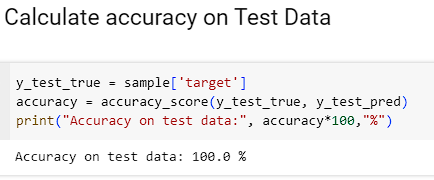 Calculate accuracy on Test Data
y_test_true = sample['target']
accuracy = accuracy_score(y_test_true, y_test_pred)
print("Accuracy on test data:", accuracy*100,"%")
Accuracy on test data: 100.0 %